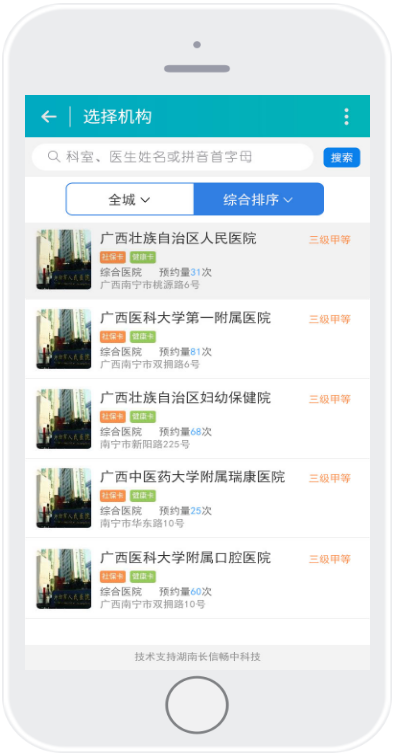 选择机构
科室、医生姓名或拼音首字母 搜索
全城 综合排序
广西壮族自治区人民医院 三级甲等
社保卡 健康卡
综合医院 预约量31次
广西南宁市桃源路6号
广西医科大学第一附属医院 三级甲等
社保卡 健康卡
综合医院 预约量81次
广西南宁市双拥路6号
广西壮族自治区妇幼保健院 三级甲等
社保卡 健康卡
综合医院 预约量68次
南宁市新阳路225号
广西中医药大学附属瑞康医院 三级甲等
社保卡 健康卡
综合医院 预约量25次
南宁市华东路10号
广西医科大学附属口腔医院 三级甲等
社保卡 健康卡
综合医院 预约量60次
广西南宁市双拥路10号
技术支持湖南长信畅中科技